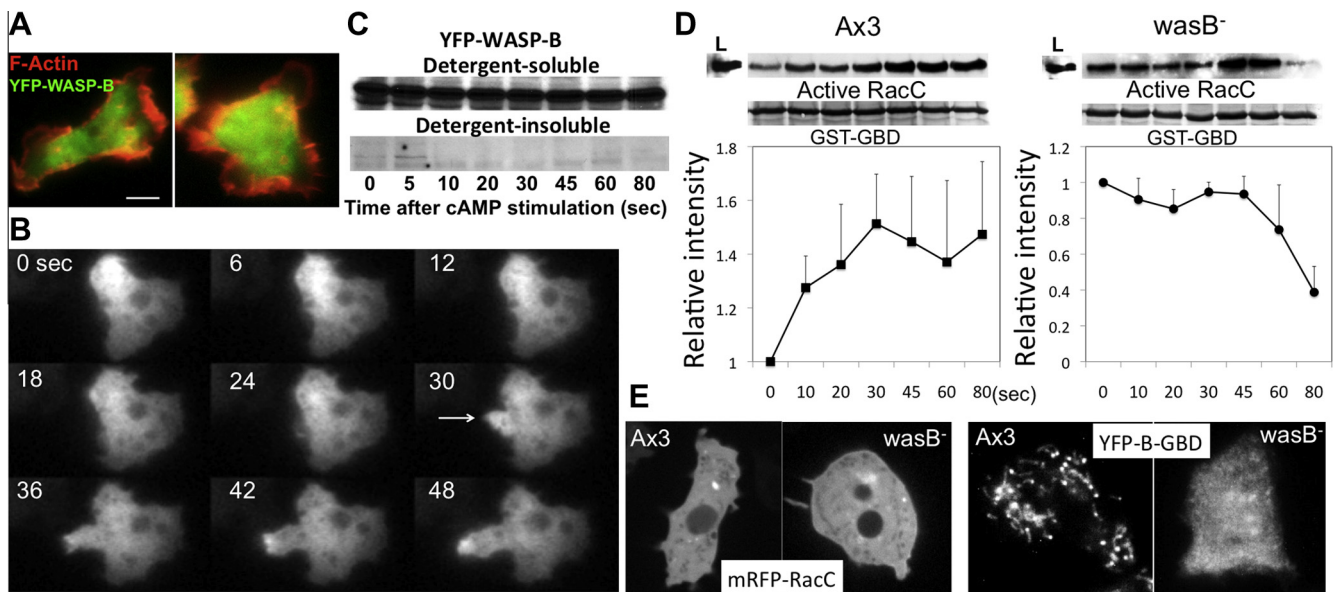 A
F-Actin
YFP-WASP-B
B
0 sec
6
12
18
24
30
36
42
48
C
YFP-WASP-B
Detergent-soluble
Detergent-insoluble
0 5 10 20 30 45 60 80
Time after cAMP stimulation (sec)
D
Ax3
L
Active RacC
GST-GBD
Relative intensity
1.8
1.6
1.4
1.2
1
0 10 20 30 45 60 80(sec)
wasB-
L
Active RacC
GST-GBD
Relative intensity
1.2
1
0.8
0.6
0.4
0.2
0
0 10 20 30 45 60 80
E
Ax3
wasB-
mRFP-RacC
Ax3
YFP-B-GBD
wasB-